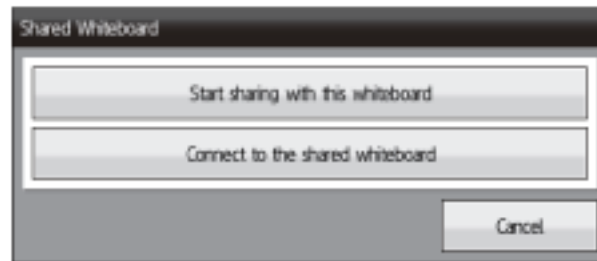 Shared Whiteboard
Start sharing with this whiteboard
Connect to the shared whiteboard
Cancel